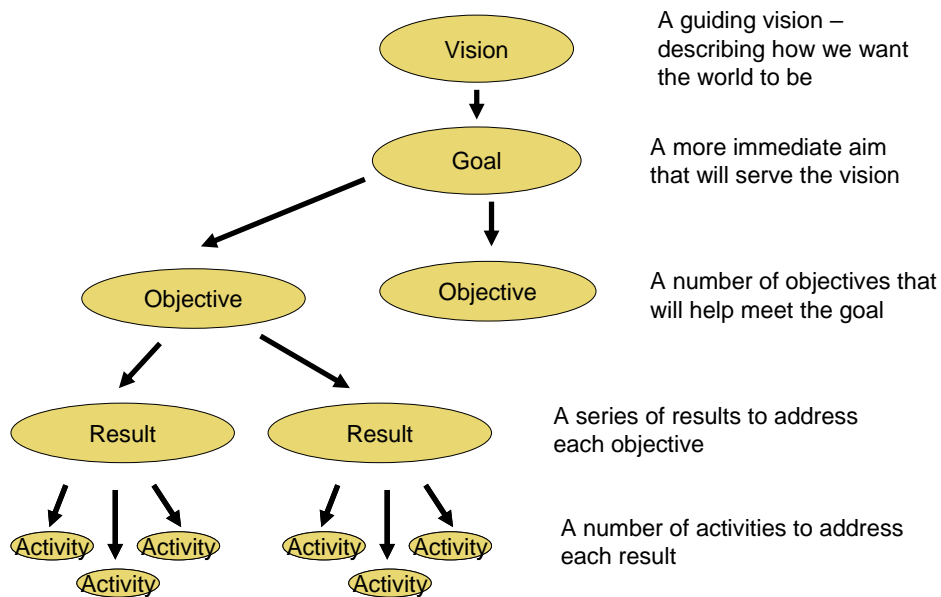 Vision
A guiding vision –
describing how we want
the world to be
Goal
A more immediate aim
that will serve the vision
Objective
Objective
A number of objectives that
will help meet the goal
Result
Result
A series of results to address
each objective
Activity
Activity
Activity
Activity
Activity
Activity
A number of activities to address
each result